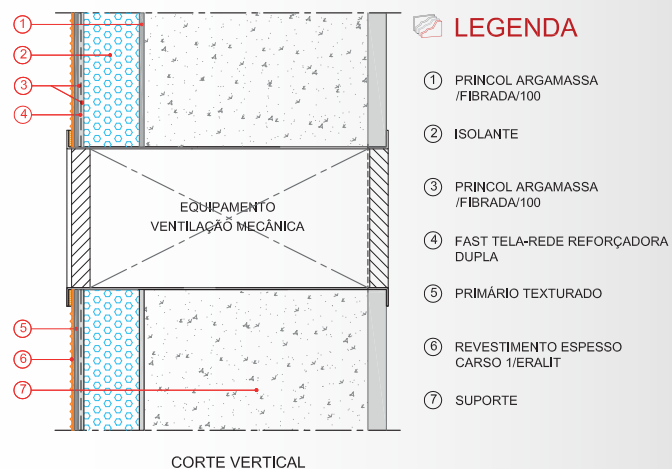 1
2
3
4
EQUIPAMENTO
VENTILAÇÃO MECÂNICA
5
6
7
CORTE VERTICAL
LEGENDA
1 PRINCOL ARGAMASSA
/FIBRADA/100
2 ISOLANTE
3 PRINCOL ARGAMASSA
/FIBRADA/100
4 FAST TELA-REDE REFORÇADORA
DUPLA
5 PRIMÁRIO TEXTURADO
6 REVESTIMENTO ESPESSO
CARSO 1/ERALIT
7 SUPORTE